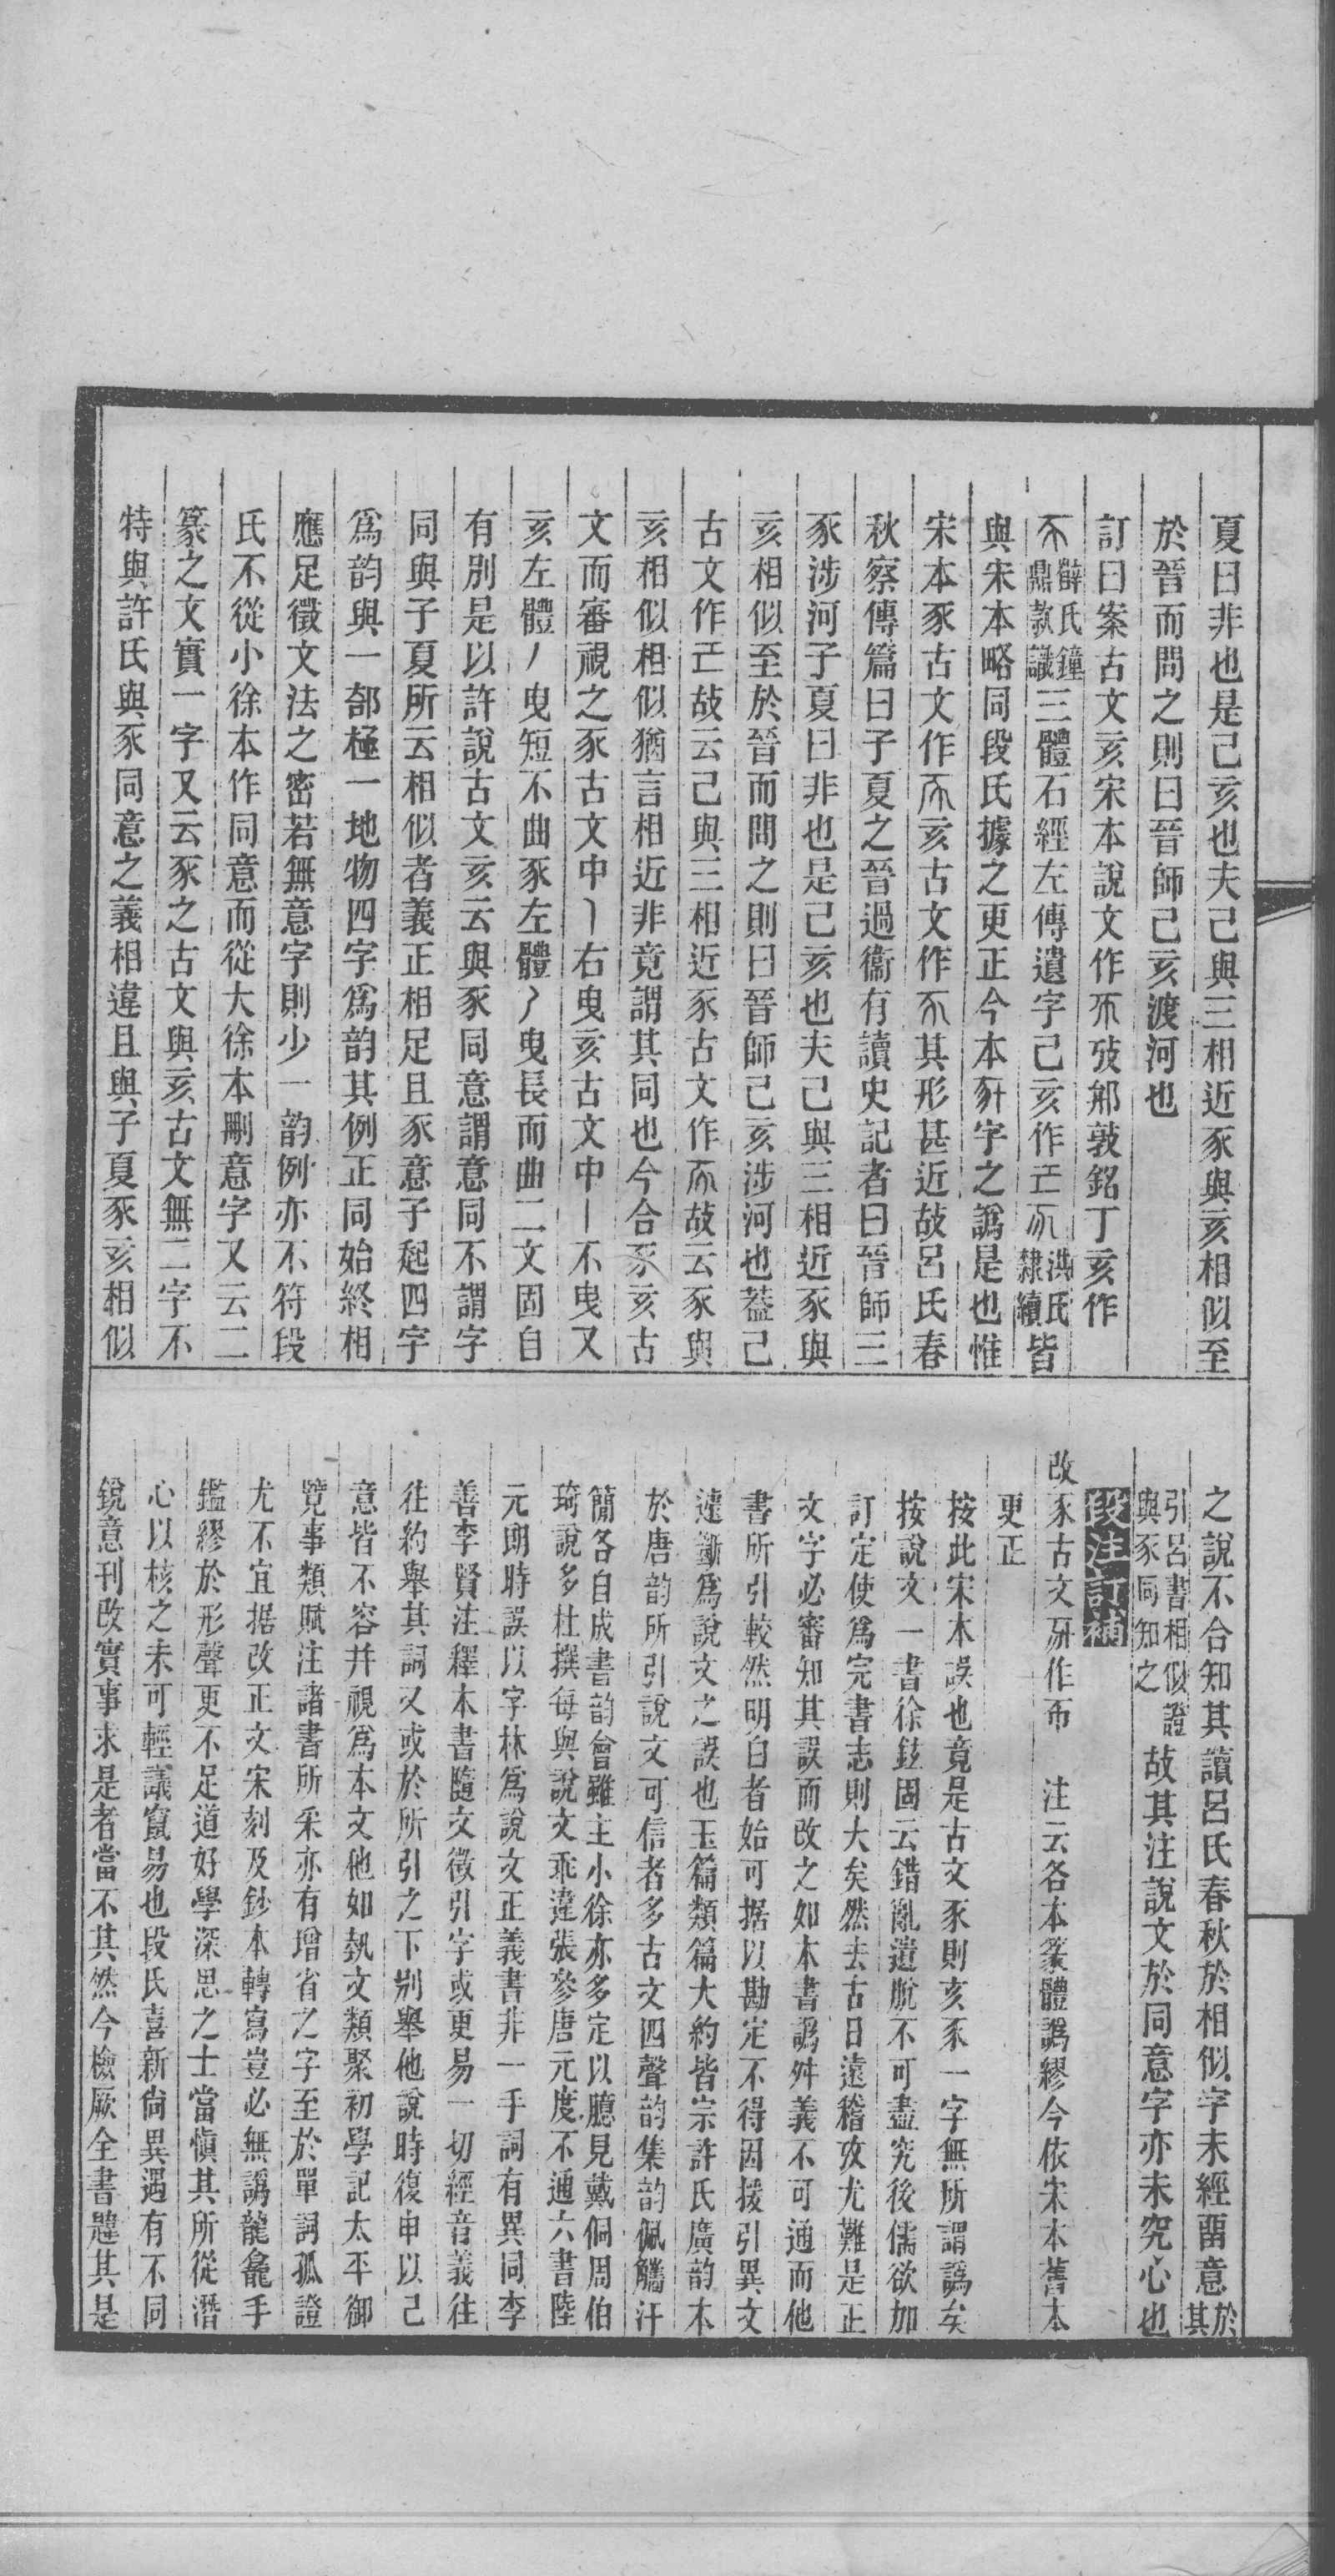 夏曰非也是己亥也夫己與三相近豕與亥相似至
於晉而問之則曰晉師己亥渡河也
訂曰案古文亥宋本說文作𠀬攷䢵敦銘丁亥作
𠀬薛氏鐘鼎款識三體石經左傳遺字己亥作𠀬洪氏隸續皆
與宋本略同段氏據之更正今本字之譌是也惟
宋本豕古文作亥古文作𠀬其形甚近故呂氏春
秋察傳篇曰子夏之晉過衞有讀史記者曰晉師三
豕涉河子夏曰非也是己亥也夫己與三相近豕與
亥相似至於晉而問之則曰晉師己亥涉河也葢己
古文作故云己與三相近豕古文作故云豕與
亥相似相似猶言相近非竟謂其同也今合豕亥古
文而審視之豕古文中右曳亥古文中丨不曳又
亥左體丿曳短不曲豕左體曳長而曲二文固自
有別是以許說古文亥云與豕同意謂意同不謂字
同與子夏所云相似者義正相足且豕意子起四字
爲韵與一部極一地物四字爲韵其例正同始終相
應足徵文法之密若無意字則少一韵例亦不符段
氏不從小徐本作同意而從大徐本刪意字又云二
篆之文實一字又云豕之古文與亥古文無二字不
特與許氏與豕同意之義相違且與子夏豕亥相似
之說不合知其讀呂氏春秋於相似字未經畱意於其
引呂書相似證與豕同知之故其注說文於同意字亦未究心也
段注訂補
改豕古文作　注云各本篆體譌繆今依宋本舊本
更正
按此宋本誤也竟是古文豕則亥豕一字無所謂譌矣
按說文一書徐鉉固云錯亂遺脫不可盡究後儒欲加
訂定使爲完書志則大矣然去古日遠稽攷尤難是正
文字必審知其誤而改之如本書譌舛義不可通而他
書所引較然明白者始可据以勘定不得因援引異文
遽斷爲說文之誤也玉篇類篇大約皆宗許氏廣韵本
於唐韵所引說文可信者多古文四聲韵集韵佩觿汗
簡各自成書韵會雖主小徐亦多定以臆見戴侗周伯
琦說多杜撰每與說文乖違張參唐元度不通六書陸
元朗時誤以字林爲說文正義書非一手詞有異同李
善李賢注釋本書隨文徵引字或更易一切經音義往
往約舉其詞又或於所引之下別舉他說時復申以己
意皆不容幷視爲本文他如埶文類聚初學記太平御
覽事類賦注諸書所采亦有增省之字至於單詞孤證
尤不宜据改正文宋刻及鈔本轉寫豈必無譌龍龕手
鑑繆於形聲更不足道好學深思之士當愼其所從潛
心以核之未可輕議竄易也段氏喜新尙異遇有不同
銳意刊改實事求是者當不其然今檢厥全書韙其是